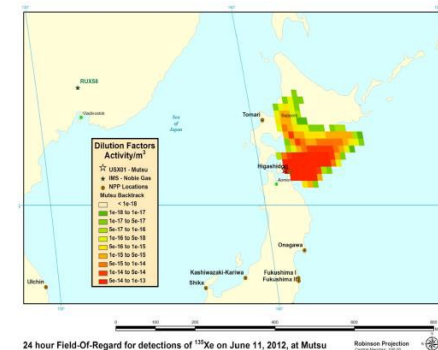 RUX58
Vladivostok
Sea
of
Japan
Tomari
Sapporo
Higashidori
Aomori
Dilution Factors
Activity/m³
USX01 - Mutsu
IMS - Noble Gas
NPP Locations
Mutsu Backtrack
< 1e-18
1e-18 to 1e-17
1e-17 to 5e-17
5e-17 to 1e-16
1e-16 to 5e-16
5e-16 to 1e-15
1e-15 to 5e-15
5e-15 to 1e-14
1e-14 to 5e-14
5e-14 to 1e-13
Onagawa
Kashiwazaki-Kariwa
Shika
Fukushima I
Fukushima II
Ulchin
24 hour Field-Of-Regard for detections of ¹³⁵Xe on June 11, 2012, at Mutsu
Robinson Projection